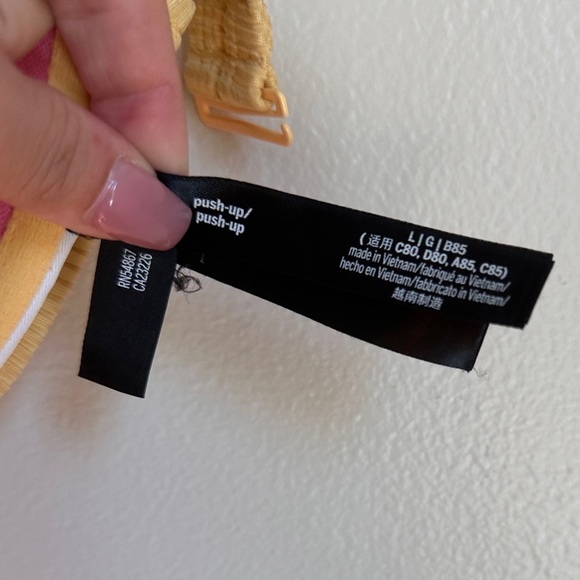 push-up/
push-up
L|G|B85
(适用 C80, D80, A85, C85)
made in Vietnam/fabriqué au Vietnam/
hecho en Vietnam/fabbricato in Vietnam/
越南制造
RN54867
CA23226